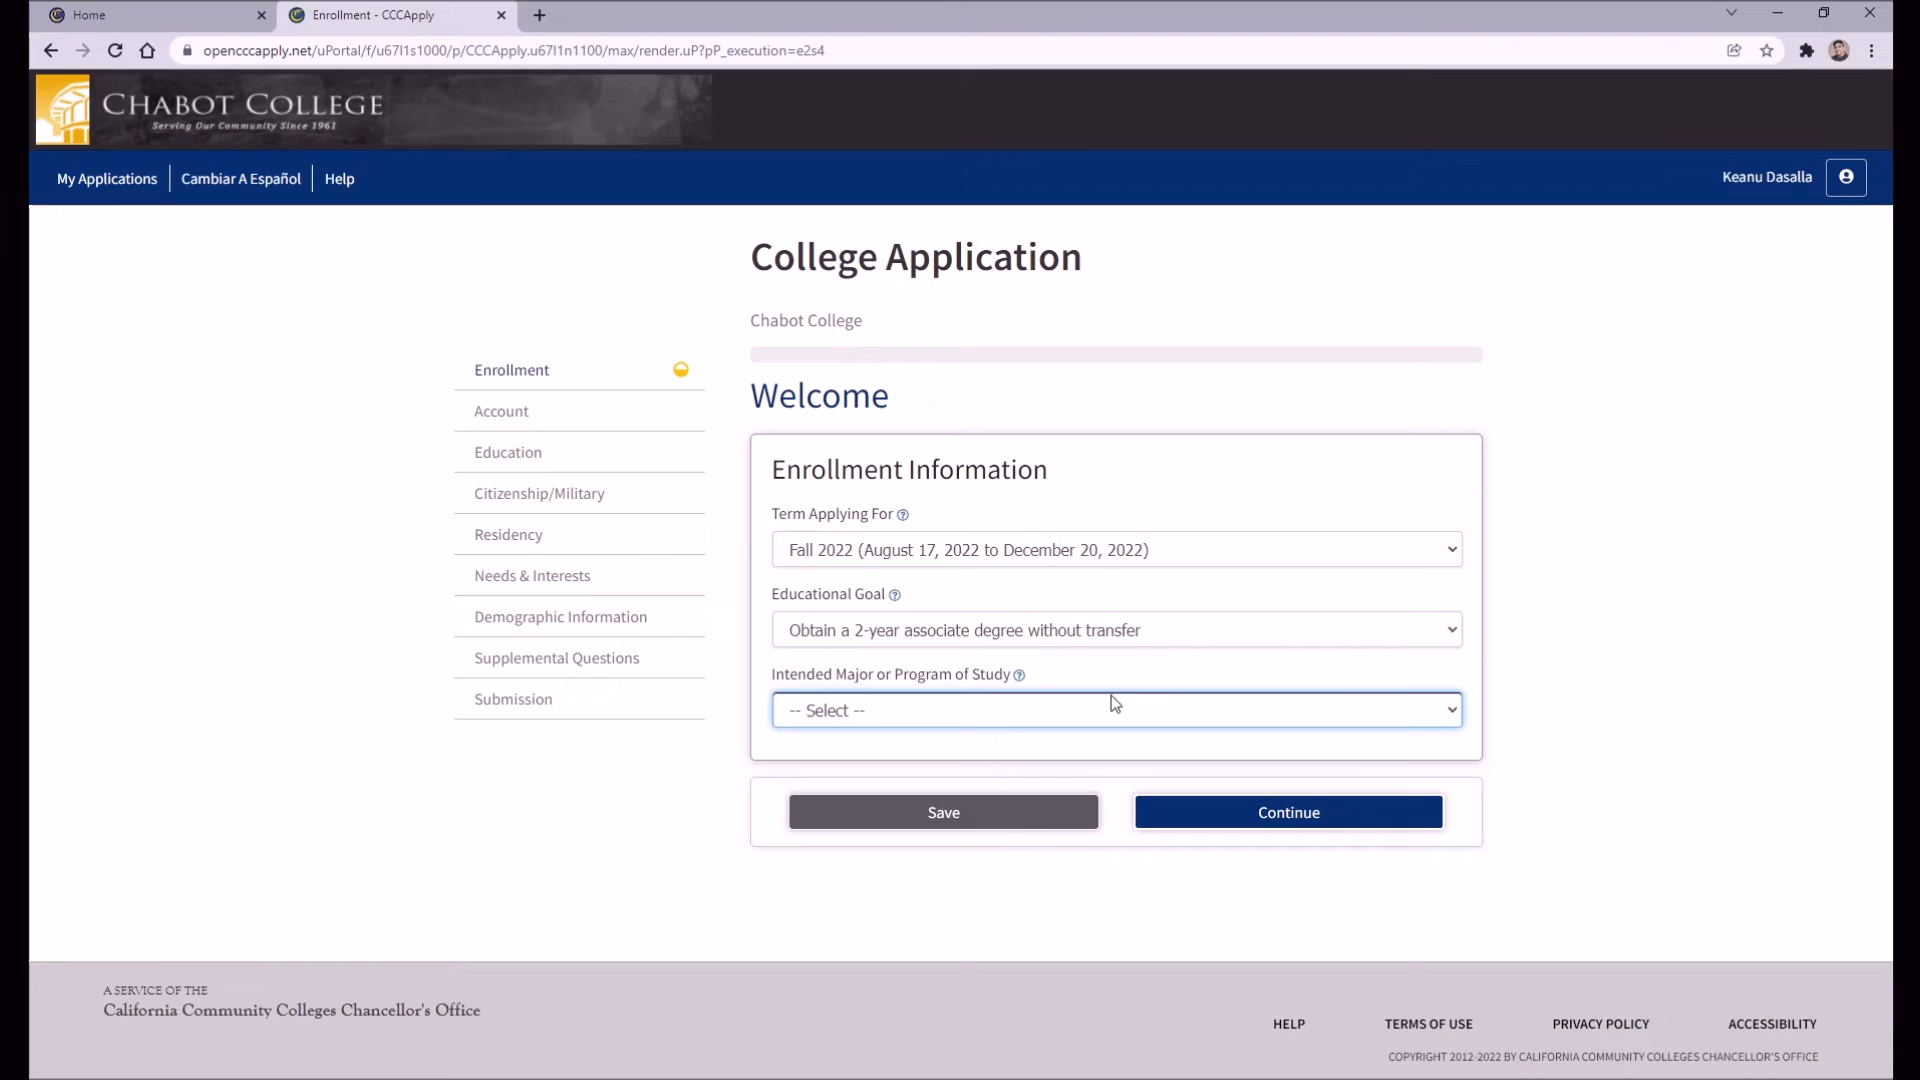 Home
Enrollment - CCCApply
opencccapply.net/uPortal/f/u67l1s1000/p/CCCApply.u67l1n1100/max/render.uP?pP_execution=e2s4
CHABOT COLLEGE
Serving Our Community Since 1961
My Applications
Cambiar A Español
Help
Keanu Dasalla
College Application
Chabot College
Enrollment
Account
Education
Citizenship/Military
Residency
Needs & Interests
Demographic Information
Supplemental Questions
Submission
Welcome
Enrollment Information
Term Applying For
Fall 2022 (August 17, 2022 to December 20, 2022)
Educational Goal
Obtain a 2-year associate degree without transfer
Intended Major or Program of Study
-- Select --
Save
Continue
A SERVICE OF THE
California Community Colleges Chancellor's Office
HELP
TERMS OF USE
PRIVACY POLICY
ACCESSIBILITY
COPYRIGHT 2012-2022 BY CALIFORNIA COMMUNITY COLLEGES CHANCELLOR'S OFFICE